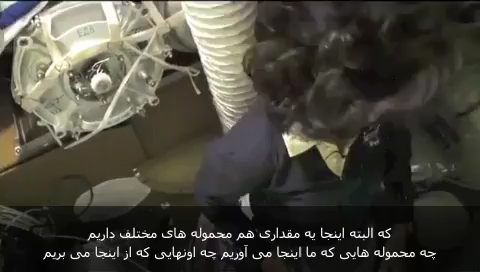 که البته اینجا یه مقداری هم محموله های مختلف داریم
چه محموله هایی که ما اینجا می آوریم چه اونهایی که از اینجا می بریم